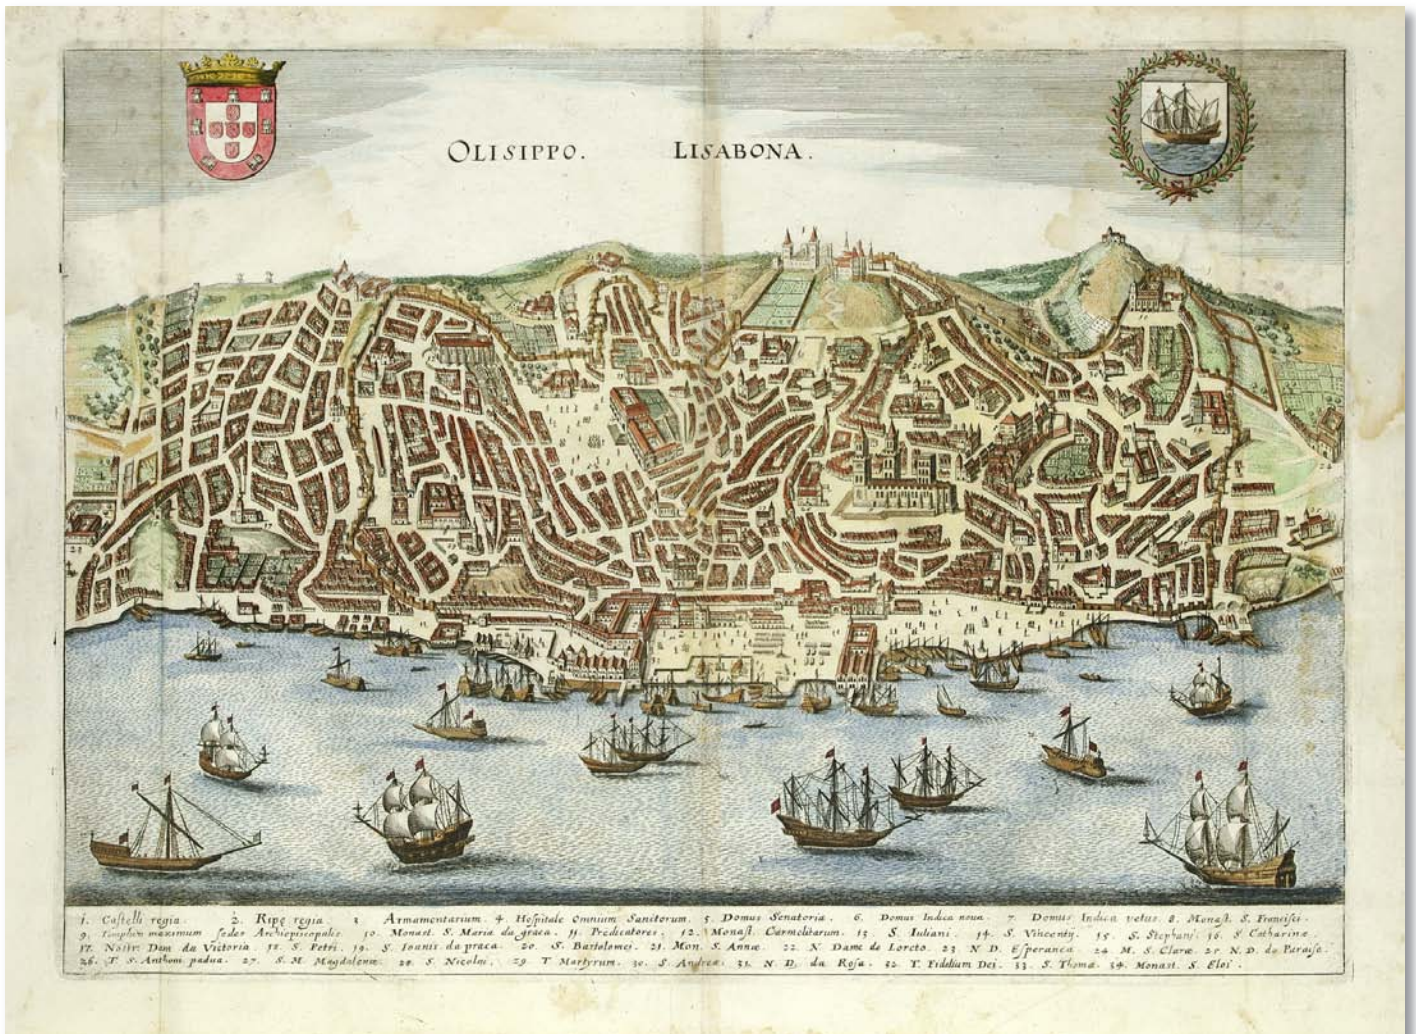 OLISIPPO. LISABONA.
1. Castelli regia. 2. Ripę regia 3 Armamentarium. 4. Hospitale Omnium Sanctorum. 5. Domus Senatoria. 6. Domus Indica noua. 7. Domus Indica vetus. 8. Monast. S. Francisci.
9. Templum maximum sedes Archiepiscopalis 10. Monast. S. Maria da graca. 11. Predicatores. 12. Monast. Carmelitarum. 13 S. Iuliani. 14. S. Vincenty. 15. S. Stephani. 16. S. Catharinæ.
17. Nostr. Dam da Victoria. 18. S. Petri. 19. S. Ioanis da praca. 20. S. Bartolomei. 21. Mon. S. Annæ. 22. N Dame de Loreto. 23 N D. Esperanca 24 M. S. Claræ. 25. N. D. do Paraise.
26. T S. Anthoni padua. 27. S. M. Magdalenæ. 28. S. Nicolai. 29 T Martyrum. 30. S. Andreæ. 31. N. D. da Rosa. 32 T. Fidelium Dei. 33. S. Thomæ 34. Monast. S. Eloi.